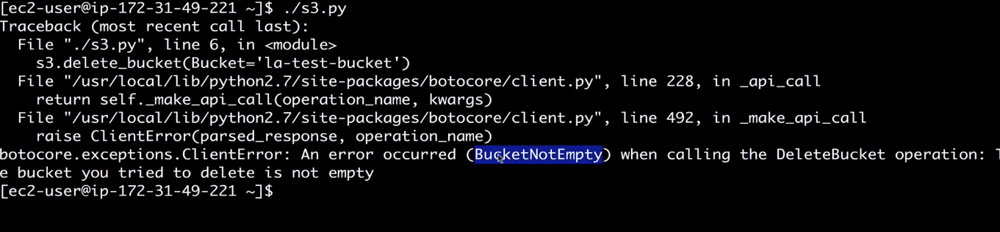 [ec2-user@ip-172-31-49-221 ~]$ ./s3.py
Traceback (most recent call last):
  File "./s3.py", line 6, in <module>
    s3.delete_bucket(Bucket='la-test-bucket')
  File "/usr/local/lib/python2.7/site-packages/botocore/client.py", line 228, in _api_call
    return self._make_api_call(operation_name, kwargs)
  File "/usr/local/lib/python2.7/site-packages/botocore/client.py", line 492, in _make_api_call
    raise ClientError(parsed_response, operation_name)
botocore.exceptions.ClientError: An error occurred (BucketNotEmpty) when calling the DeleteBucket operation: T
e bucket you tried to delete is not empty
[ec2-user@ip-172-31-49-221 ~]$